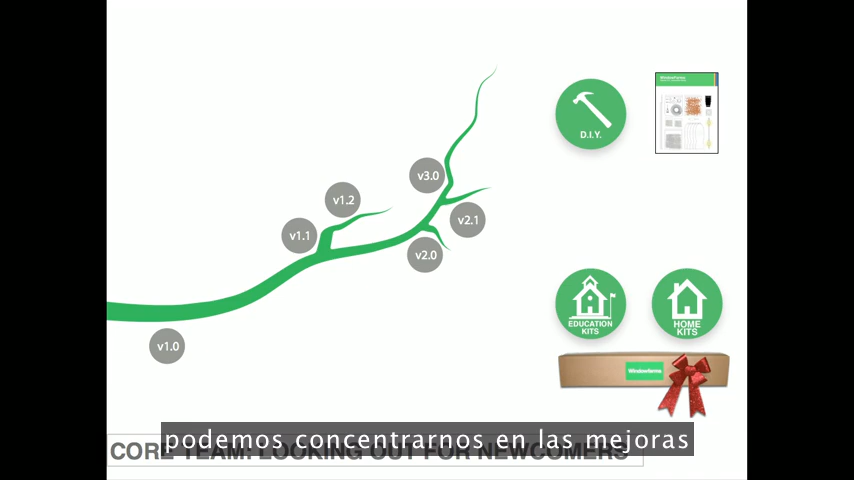 WindowFarms
D.I.Y.
v3.0
v1.2
v2.1
v1.1
v2.0
EDUCATION
KITS
HOME
KITS
v1.0
Windowfarms
podemos concentrarnos en las mejoras
CORE TEAM: LOOKING OUT FOR NEWCOMERS